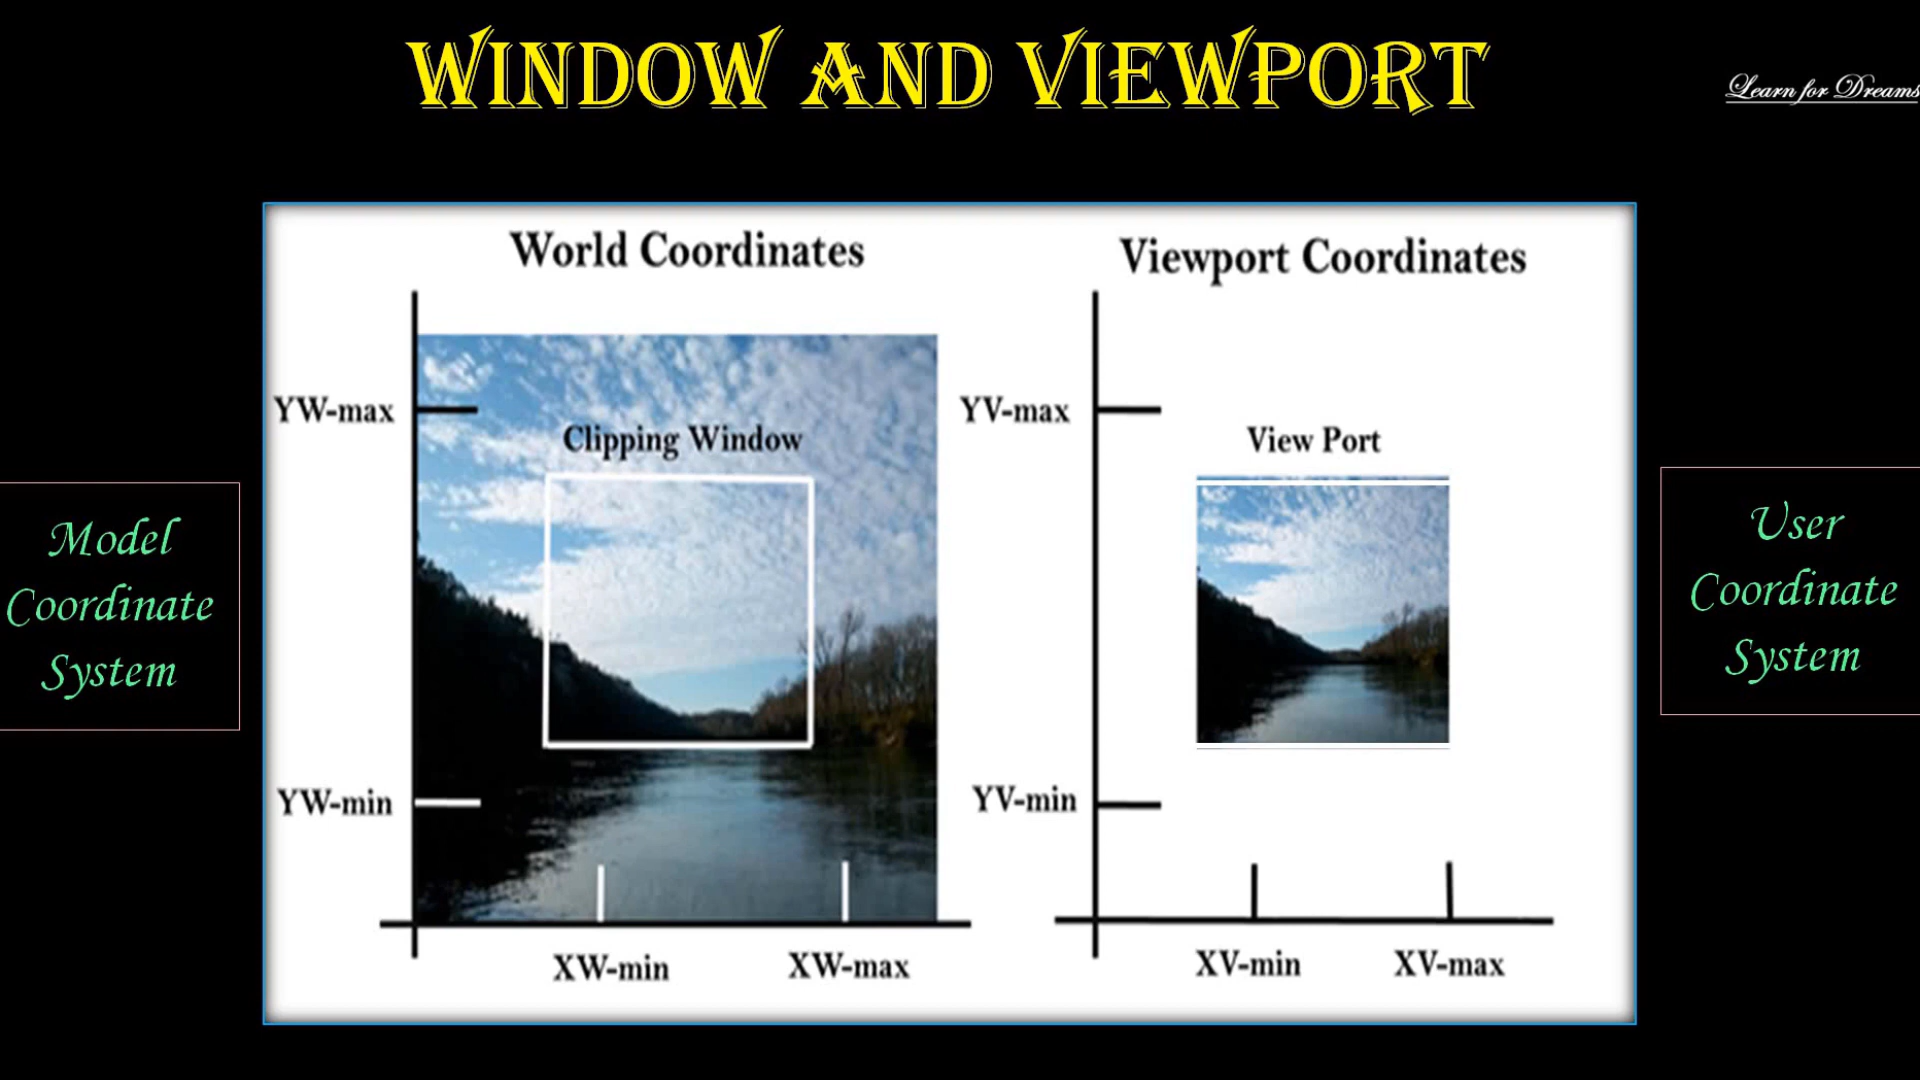 WINDOW AND VIEWPORT
Learn for Dreams
World Coordinates
Viewport Coordinates
YW-max
YV-max
Clipping Window
View Port
Model
Coordinate
System
User
Coordinate
System
YW-min
YV-min
XW-min
XW-max
XV-min
XV-max